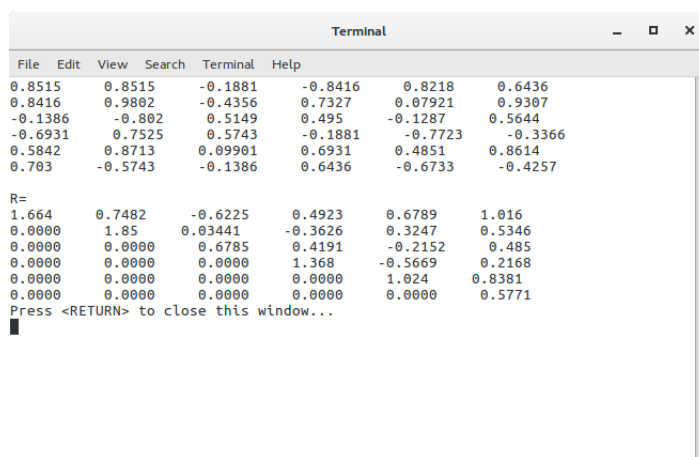 Terminal
File Edit View Search Terminal Help
0.8515 0.8515 -0.1881 -0.8416 0.8218 0.6436
0.8416 0.9802 -0.4356 0.7327 0.07921 0.9307
-0.1386 -0.802 0.5149 0.495 -0.1287 0.5644
-0.6931 0.7525 0.5743 -0.1881 -0.7723 -0.3366
0.5842 0.8713 0.09901 0.6931 0.4851 0.8614
0.703 -0.5743 -0.1386 0.6436 -0.6733 -0.4257
R=
1.664 0.7482 -0.6225 0.4923 0.6789 1.016
0.0000 1.85 0.03441 -0.3626 0.3247 0.5346
0.0000 0.0000 0.6785 0.4191 -0.2152 0.485
0.0000 0.0000 0.0000 1.368 -0.5669 0.2168
0.0000 0.0000 0.0000 0.0000 1.024 0.8381
0.0000 0.0000 0.0000 0.0000 0.0000 0.5771
Press <RETURN> to close this window...